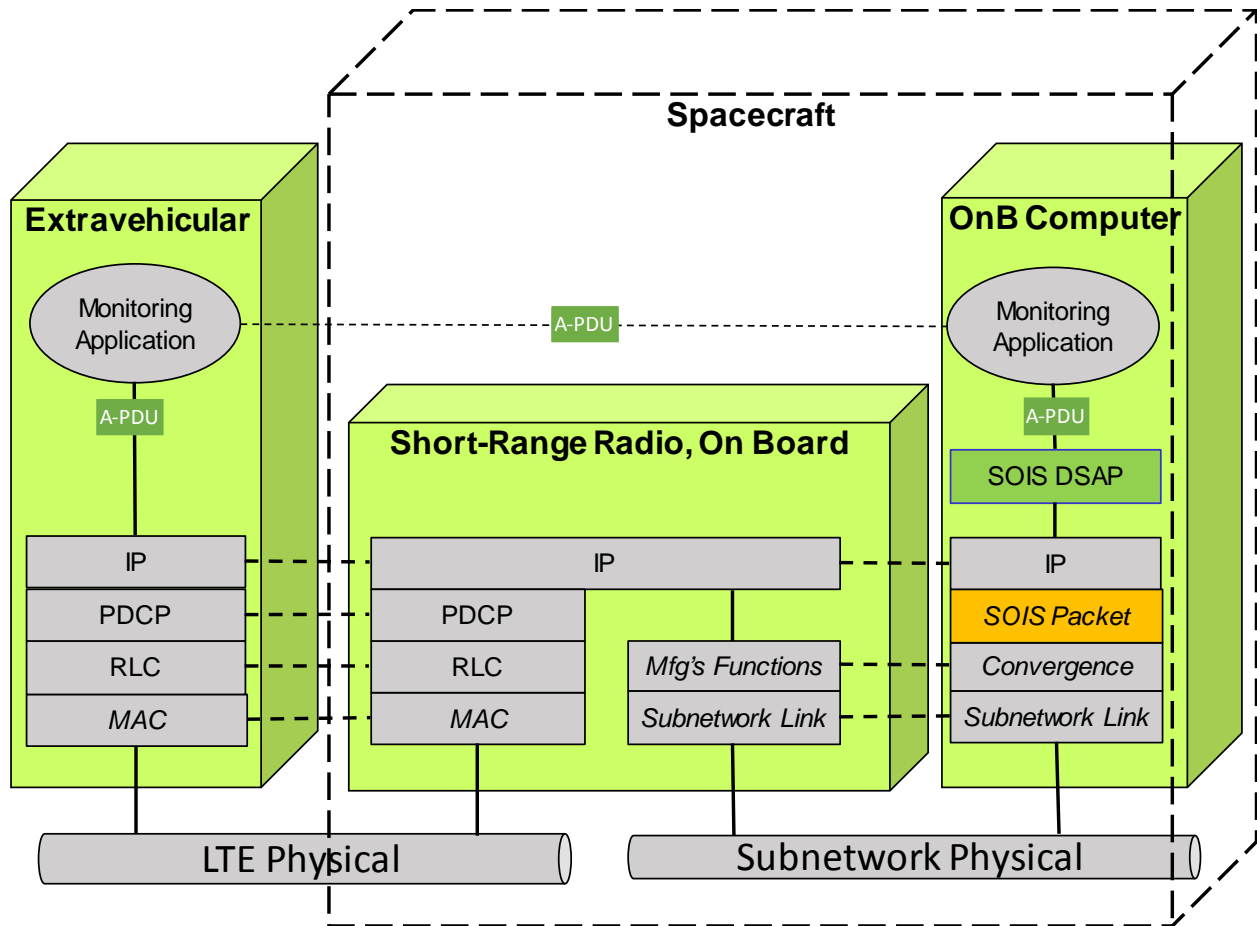 Spacecraft
Extravehicular
OnB Computer
Monitoring
Application
A-PDU
Monitoring
Application
A-PDU
A-PDU
Short-Range Radio, On Board
SOIS DSAP
IP
IP
IP
PDCP
PDCP
SOIS Packet
RLC
RLC
Mfg's Functions
Convergence
MAC
MAC
Subnetwork Link
Subnetwork Link
LTE Physical
Subnetwork Physical